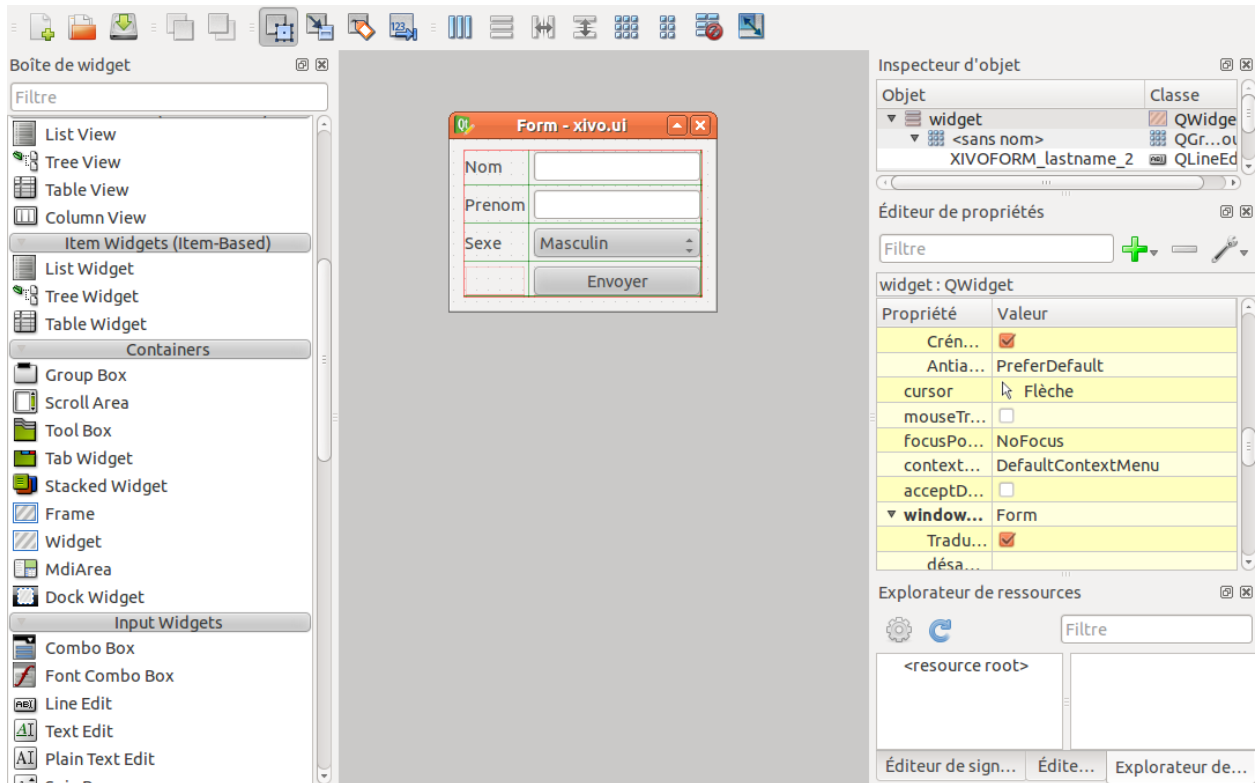 123
Boîte de widget
Filtre
List View
Tree View
Table View
Column View
Item Widgets (Item-Based)
List Widget
Tree Widget
Table Widget
Containers
Group Box
Scroll Area
Tool Box
Tab Widget
Stacked Widget
Frame
Widget
MdiArea
Dock Widget
Input Widgets
Combo Box
Font Combo Box
Line Edit
Text Edit
Plain Text Edit
Form - xivo.ui
Nom
Prenom
Sexe Masculin
Envoyer
Inspecteur d'objet
Objet Classe
widget QWidge
<sans nom> QGr...ou
XIVOFORM_lastname_2 QLineEd
Éditeur de propriétés
Filtre
widget : QWidget
Propriété Valeur
Crén...
Antia... PreferDefault
cursor Flèche
mouseTr...
focusPo... NoFocus
context... DefaultContextMenu
acceptD...
window... Form
Tradu...
désa...
Explorateur de ressources
Filtre
<resource root>
Éditeur de sign... Édite... Explorateur de...